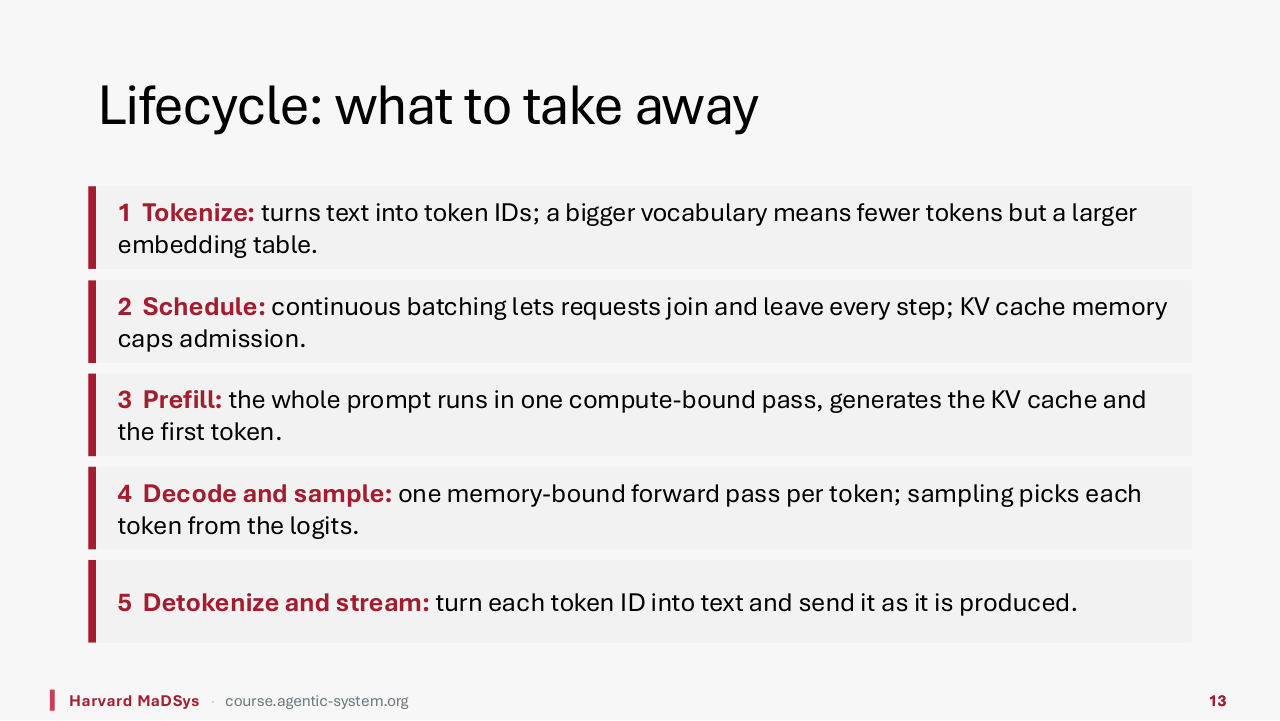 Lifecycle: what to take away
1 Tokenize: turns text into token IDs; a bigger vocabulary means fewer tokens but a larger
embedding table.
2 Schedule: continuous batching lets requests join and leave every step; KV cache memory
caps admission.
3 Prefill: the whole prompt runs in one compute-bound pass, generates the KV cache and
the first token.
4 Decode and sample: one memory-bound forward pass per token; sampling picks each
token from the logits.
5 Detokenize and stream: turn each token ID into text and send it as it is produced.
Harvard MaDSys · course.agentic-system.org 13